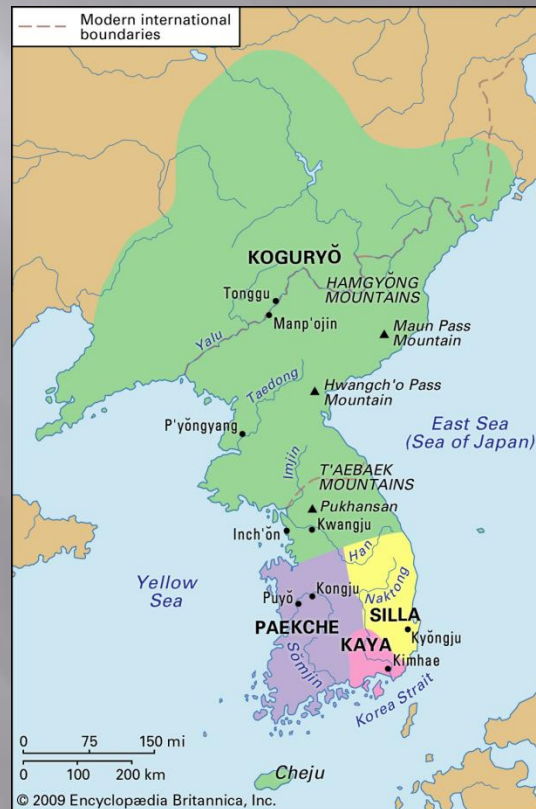 Modern international
boundaries
KOGURYŎ
Tonggu
HAMGYŎNG
MOUNTAINS
Manp'ojin
Maun Pass
Mountain
Yalu
Taedong
Hwangch'o Pass
Mountain
P'yŏngyang
East Sea
(Sea of Japan)
Imjin
T'AEBAEK
MOUNTAINS
Pukhansan
Inch'ŏn
Kwangju
Han
Yellow
Sea
Kongju
Puyŏ
Naktong
SILLA
PAEKCHE
Kyŏngju
KAYA
Sŏmjin
Kimhae
Korea Strait
0 75 150 mi
0 100 200 km
Cheju
© 2009 Encyclopædia Britannica, Inc.